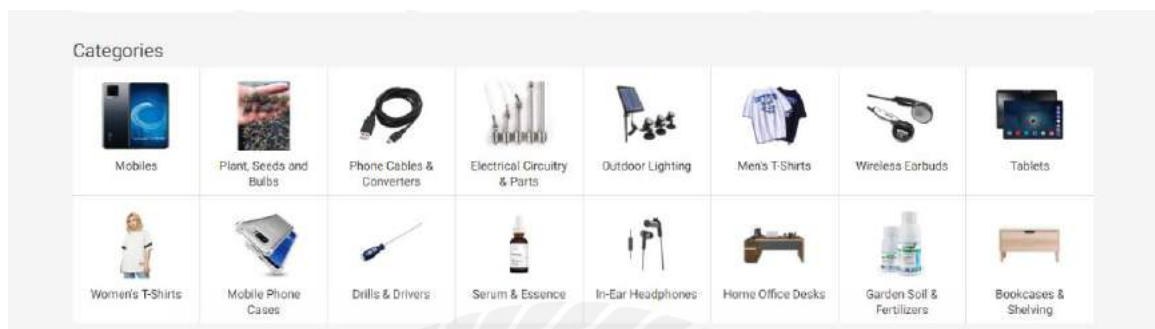 Categories
Mobiles
Plant, Seeds and
Bulbs
Phone Cables &
Converters
Electrical Circuitry
& Parts
Outdoor Lighting
Men's T-Shirts
Wireless Earbuds
Tablets
Women's T-Shirts
Mobile Phone
Cases
Drills & Drivers
Serum & Essence
In-Ear Headphones
Home Office Desks
Garden Soil &
Fertilizers
Bookcases &
Shelving